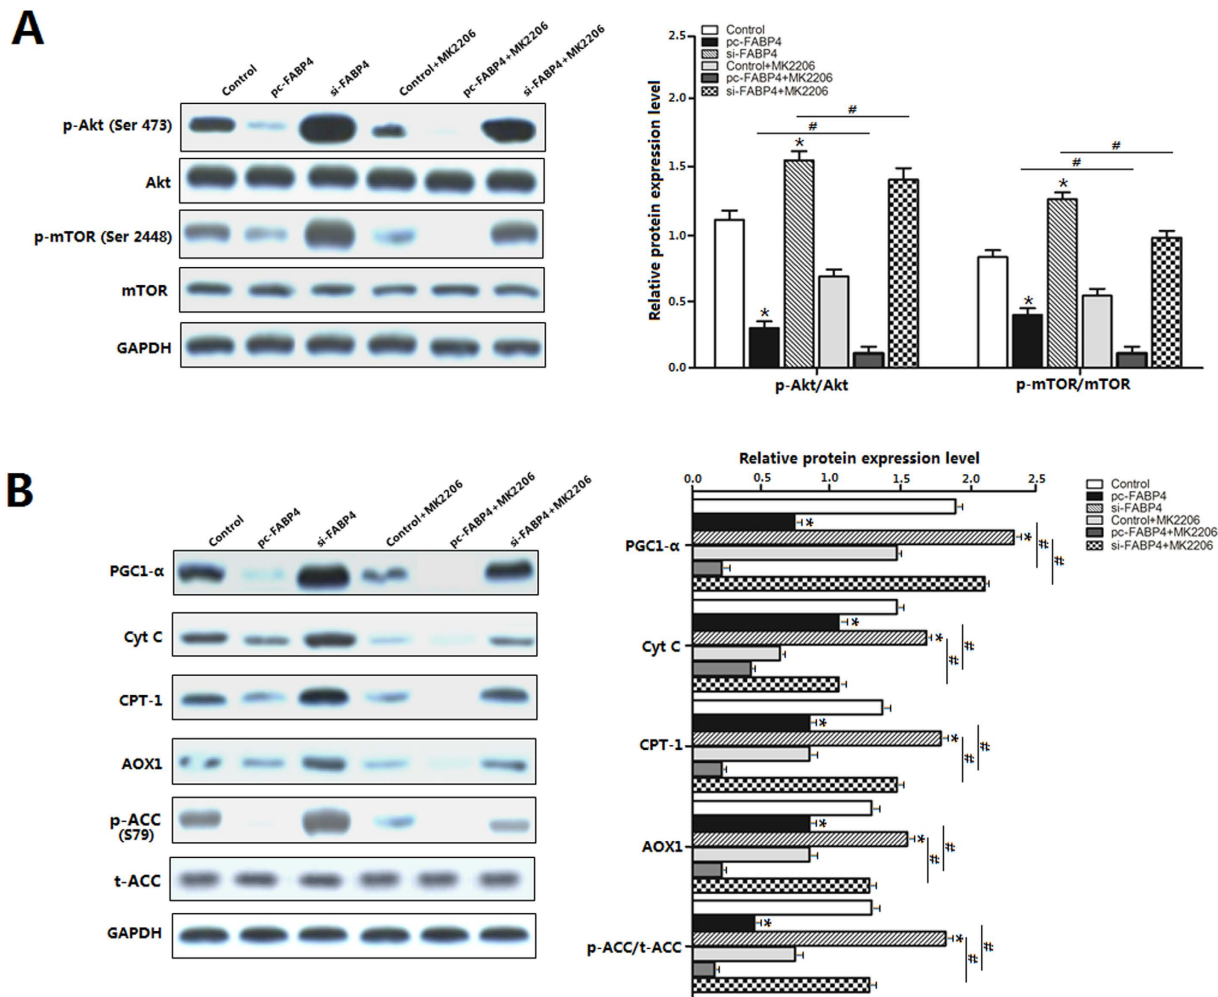 A
Control
pc-FABP4
si-FABP4
Control+MK2206
pc-FABP4+MK2206
si-FABP4+MK2206
p-Akt (Ser 473)
Akt
p-mTOR (Ser 2448)
mTOR
GAPDH
Relative protein expression level
2.5
2.0
1.5
1.0
0.5
0.0
Control
pc-FABP4
si-FABP4
Control+MK2206
pc-FABP4+MK2206
si-FABP4+MK2206
#
#
*
*
#
#
*
*
p-Akt/Akt
p-mTOR/mTOR
B
Control
pc-FABP4
si-FABP4
Control+MK2206
pc-FABP4+MK2206
si-FABP4+MK2206
PGC1-α
Cyt C
CPT-1
AOX1
p-ACC
(S79)
t-ACC
GAPDH
Relative protein expression level
0.0 0.5 1.0 1.5 2.0 2.5
Control
pc-FABP4
si-FABP4
Control+MK2206
pc-FABP4+MK2206
si-FABP4+MK2206
PGC1-α
*
*
#
#
Cyt C
*
*
#
#
CPT-1
*
*
#
#
AOX1
*
*
#
#
p-ACC/t-ACC
*
*
#
#